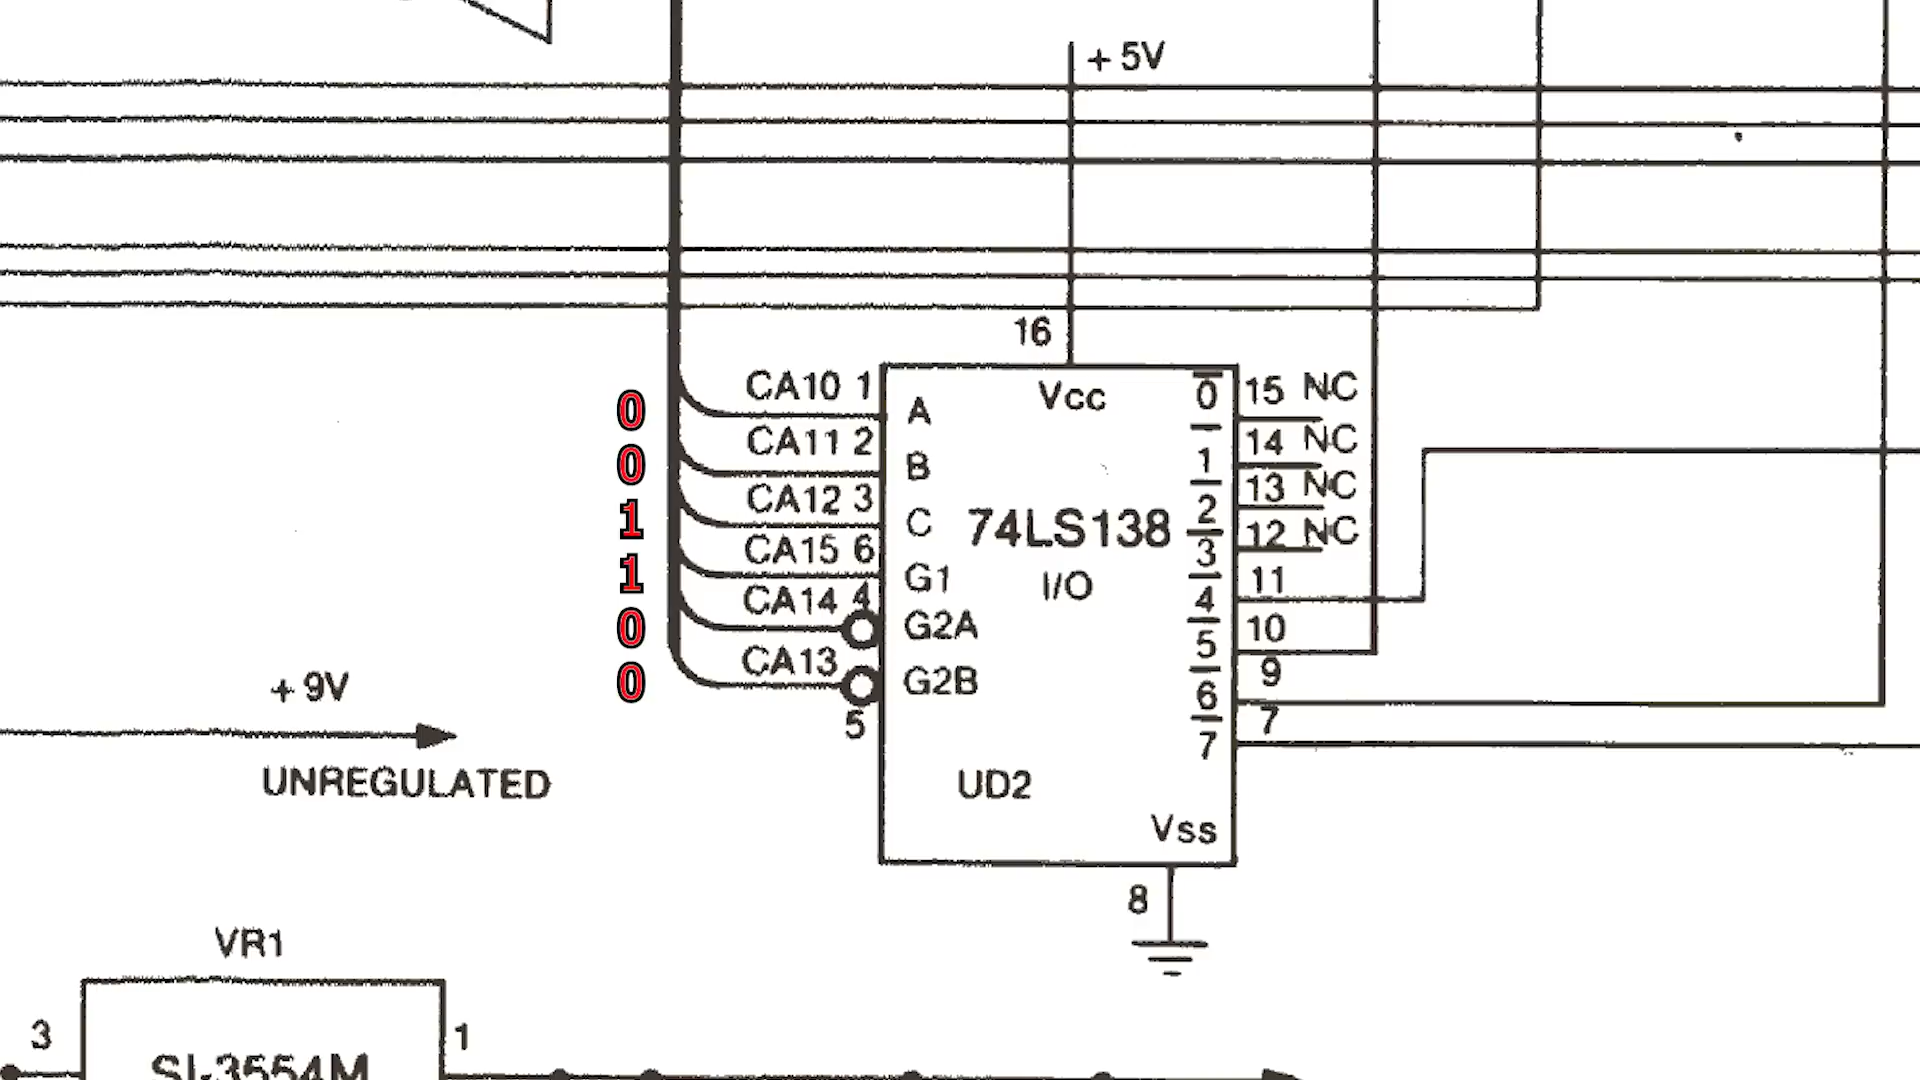 + 5V
16
0 CA10 1 A Vcc 0 15 NC
0 CA11 2 B 1 14 NC
1 CA12 3 C 74LS138 2 13 NC
1 CA15 6 G1 I/O 3 12 NC
0 CA14 4 G2A 4 11
0 CA13 5 G2B 5 10
6 9
7 7
+ 9V
UNREGULATED
UD2
Vss
8
VR1
3 1
SI-3554M